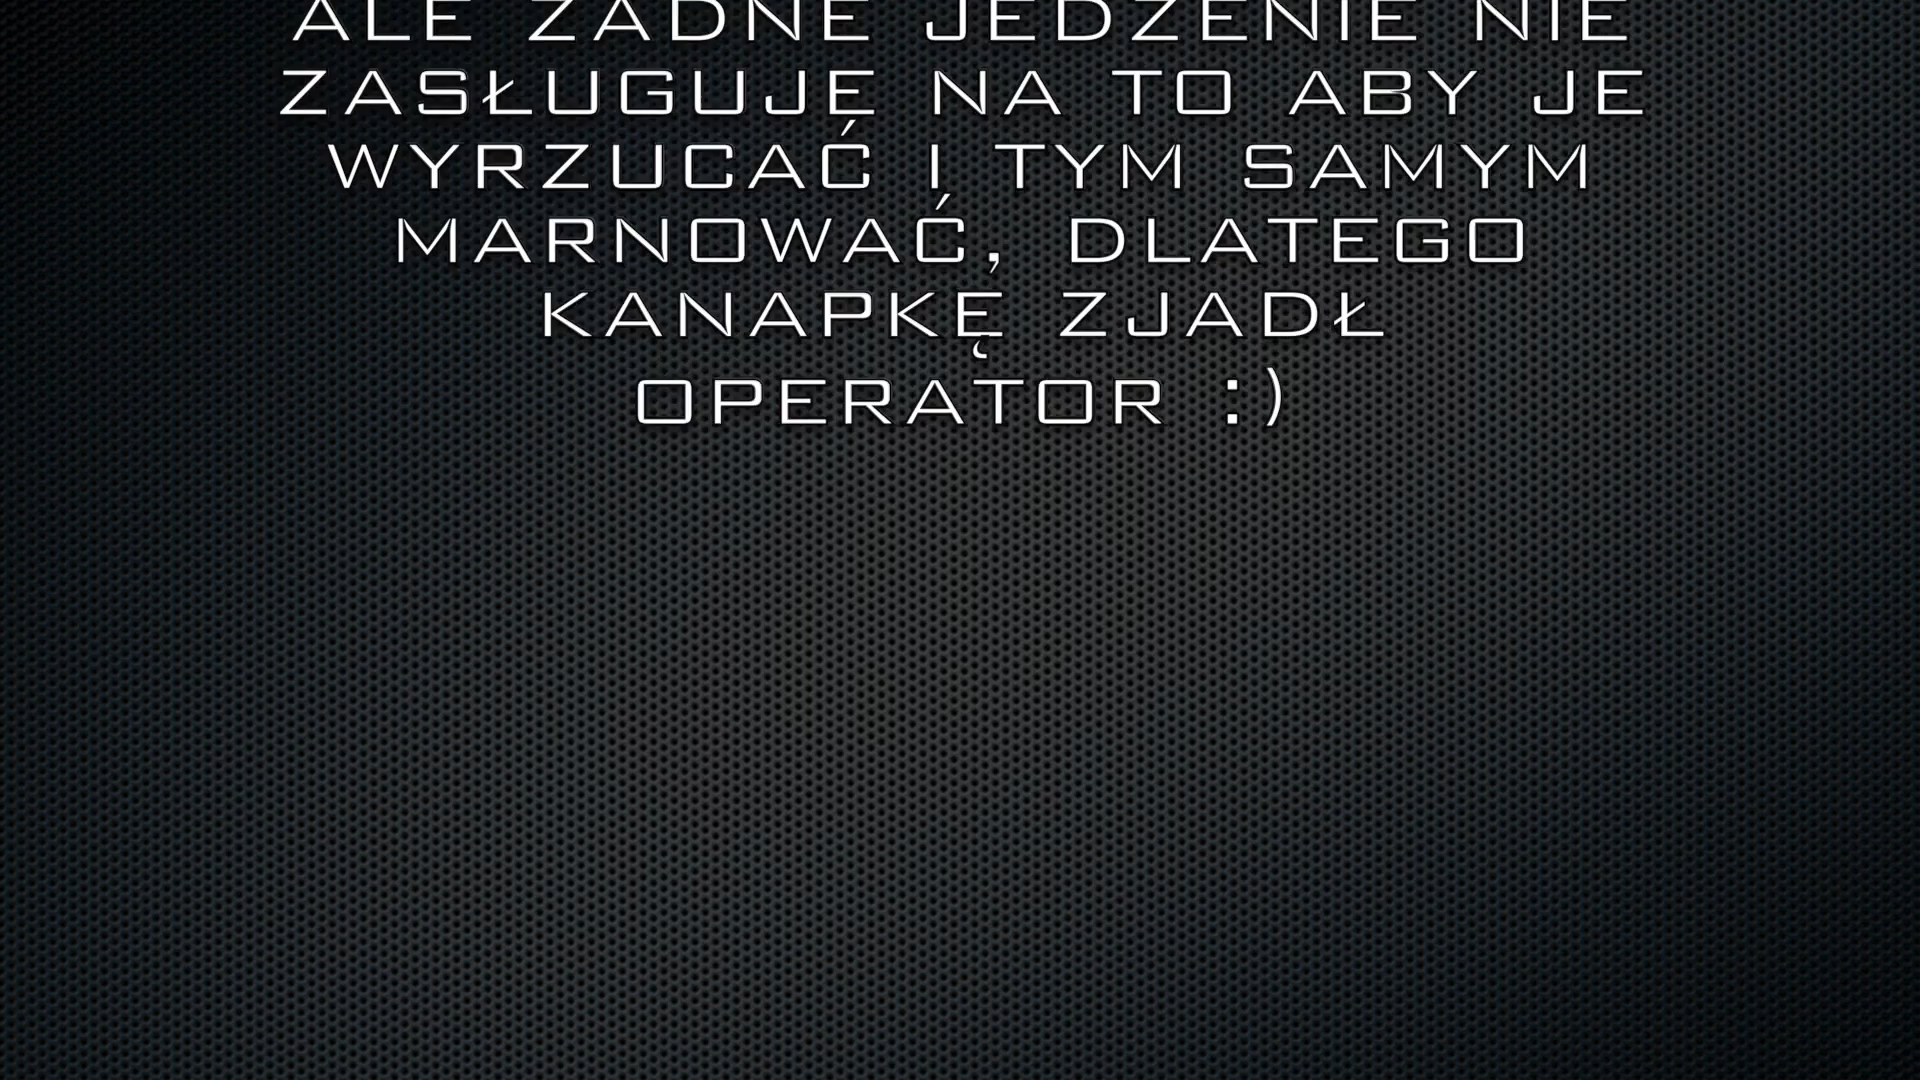 ALE ŻADNE JEDZENIE NIE
ZASŁUGUJE NA TO ABY JE
WYRZUCAĆ I TYM SAMYM
MARNOWAĆ, DLATEGO
KANAPKĘ ZJADŁ
OPERATOR :)